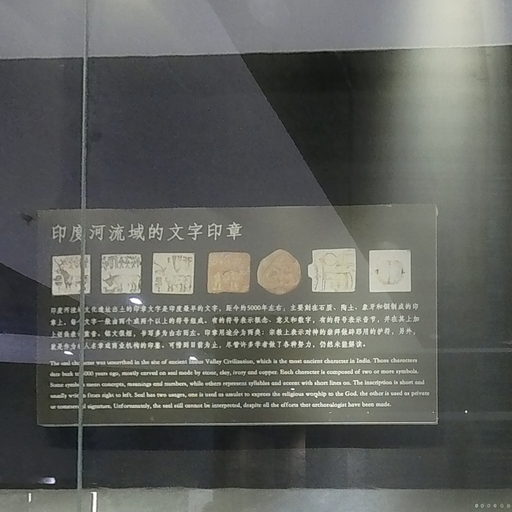 印度河流域的文字印章
印度河流域文化遗址出土的印章文字是印度最早的文字，距今约5000年左右，主要刻在石头、陶土、象牙和铜制成的印
章上，每个文字一般由两个或两个以上的符号组成。有的符号表示概念、意义和数字，有的符号表示音节，并在其上加
上短横表示重音。铭文很短，书写多为由右而左。印章用途分为两类：宗教上表示对神的崇拜做辟邪用的护符，另外，
就是作为私人名章或商业机构的印鉴。可惜到目前为止，尽管许多学者做了各种努力，仍然未能释读。
The seal character was unearthed in the site of ancient Indus Valley Civilization, which is the most ancient character in India. Those characters
date back to 5000 years ago, mostly carved on seal made by stone, clay, ivory and copper. Each character is composed of two or more symbols.
Some symbols mean concepts, meanings and numbers, while others represent syllables and accent with short lines on. The inscription is short and
usually written from right to left. Seal has two usages, one is used as amulet to express the religious worship to the God, the other is used as private
or commercial signature. Unfortunately, the seal still cannot be interpreted, despite all the efforts that archaeologist have been made.